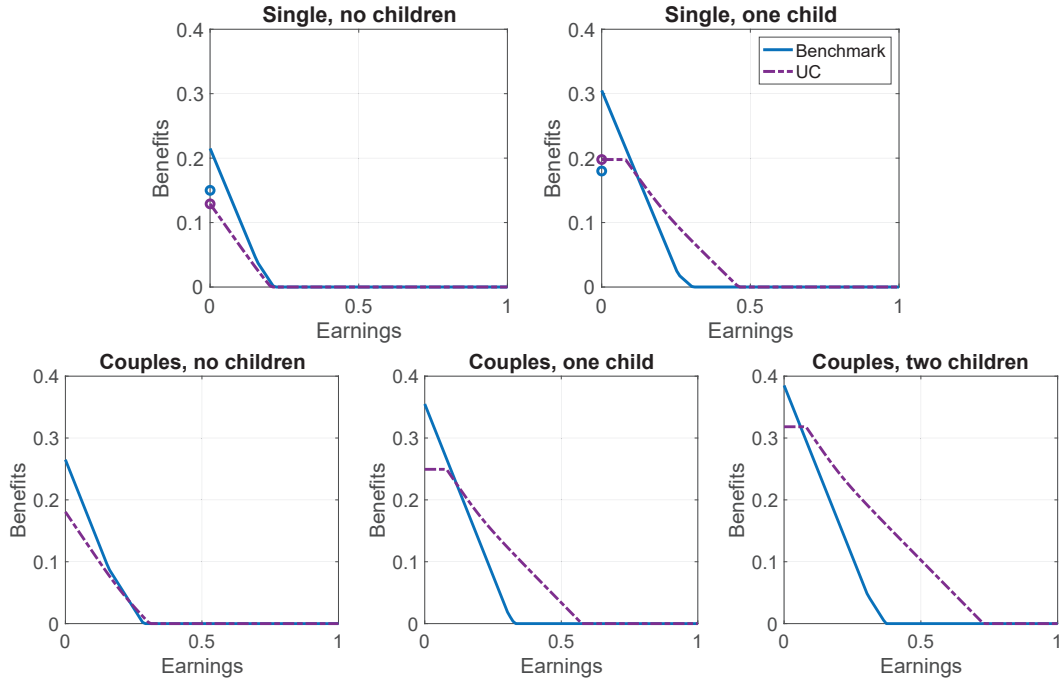 Single, no children
Single, one child
0.4
0.3
0.2
0.1
0
Benefits
0
0.5
1
Earnings
0.4
0.3
0.2
0.1
0
Benefits
0
0.5
1
Earnings
Benchmark
UC
Couples, no children
Couples, one child
Couples, two children
0.4
0.3
0.2
0.1
0
Benefits
0
0.5
1
Earnings
0.4
0.3
0.2
0.1
0
Benefits
0
0.5
1
Earnings
0.4
0.3
0.2
0.1
0
Benefits
0
0.5
1
Earnings